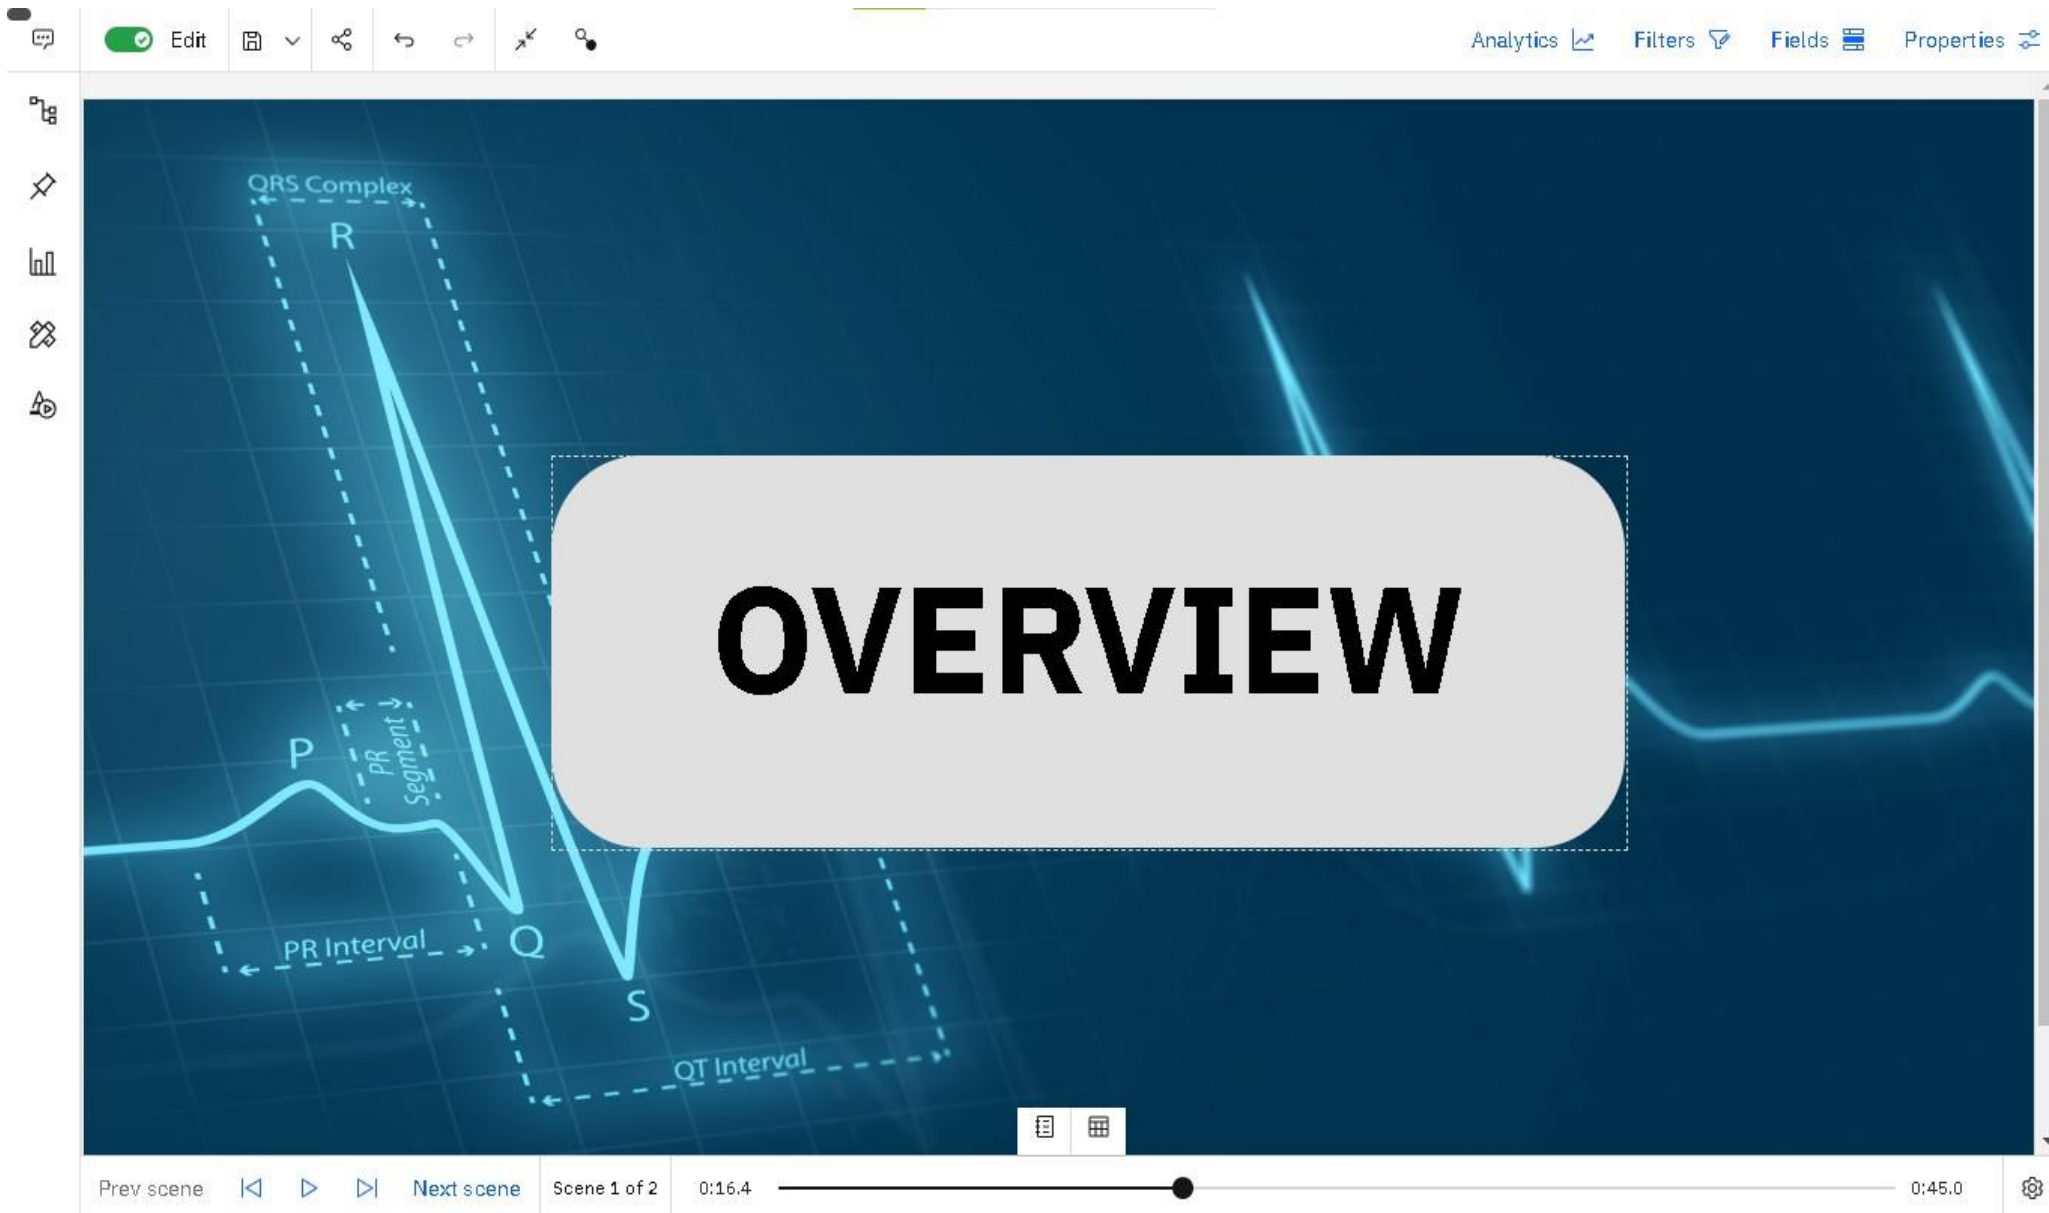 Edit
Analytics
Filters
Fields
Properties
QRS Complex
R
OVERVIEW
P
PR
Segment
PR Interval
Q
S
QT Interval
Prev scene
Next scene
Scene 1 of 2
0:16.4
0:45.0